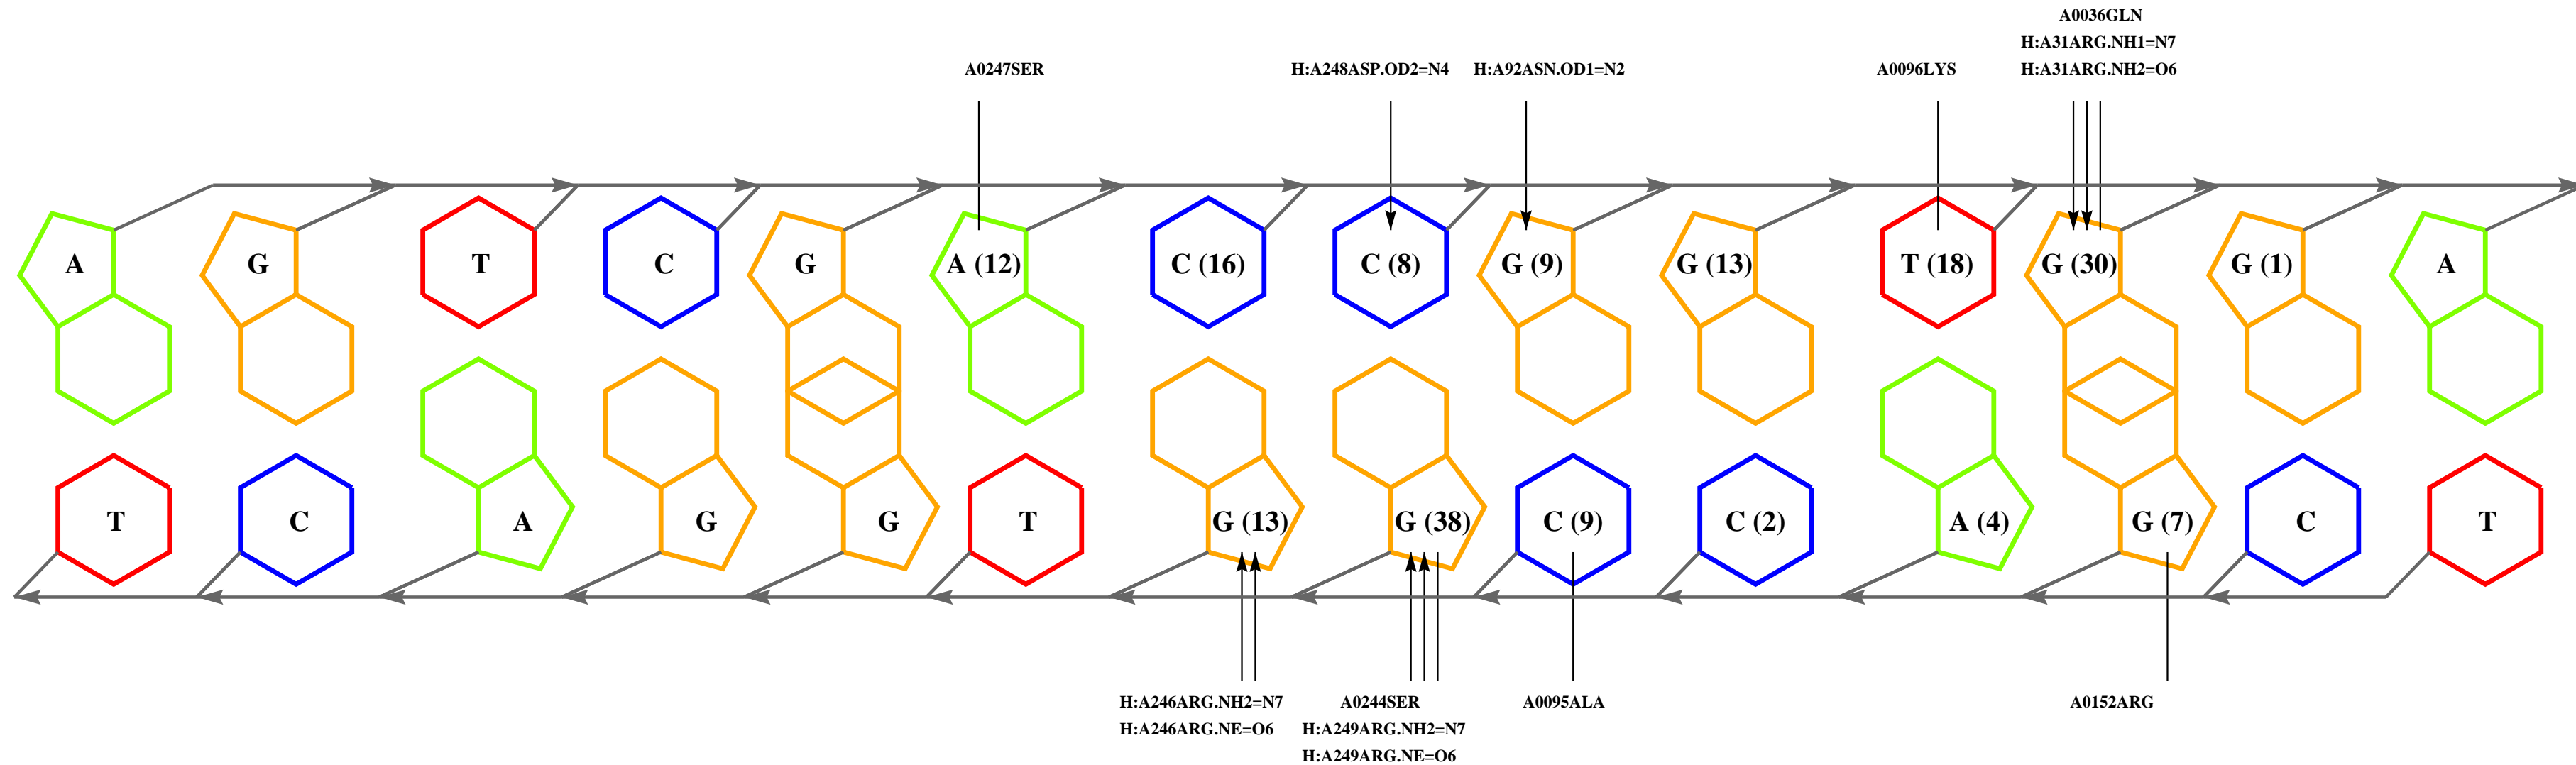 A0036GLN
H:A31ARG.NH1=N7
A0247SER H:A248ASP.OD2=N4 H:A92ASN.OD1=N2 A0096LYS H:A31ARG.NH2=O6
A G T C G A (12) C (16) C (8) G (9) G (13) T (18) G (30) G (1) A
T C A G G T G (13) G (38) C (9) C (2) A (4) G (7) C T
H:A246ARG.NH2=N7 A0244SER A0095ALA A0152ARG
H:A246ARG.NE=O6 H:A249ARG.NH2=N7
H:A249ARG.NE=O6